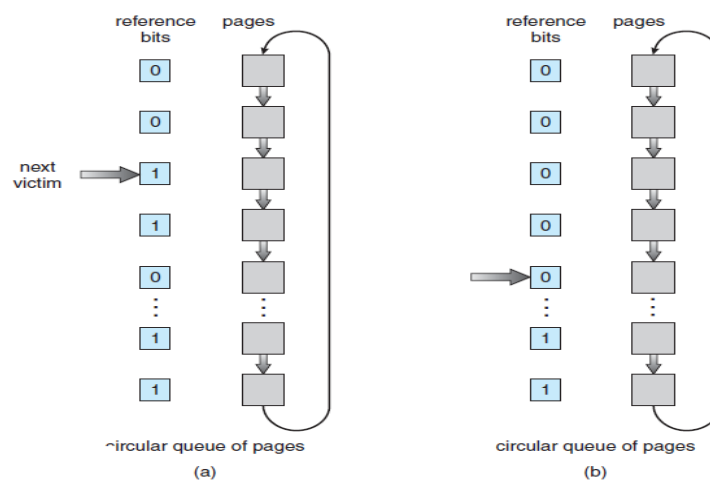 reference pages
bits
0
0
next
victim
1
1
0
1
1
circular queue of pages
(a)
reference pages
bits
0
0
0
0
0
1
1
circular queue of pages
(b)